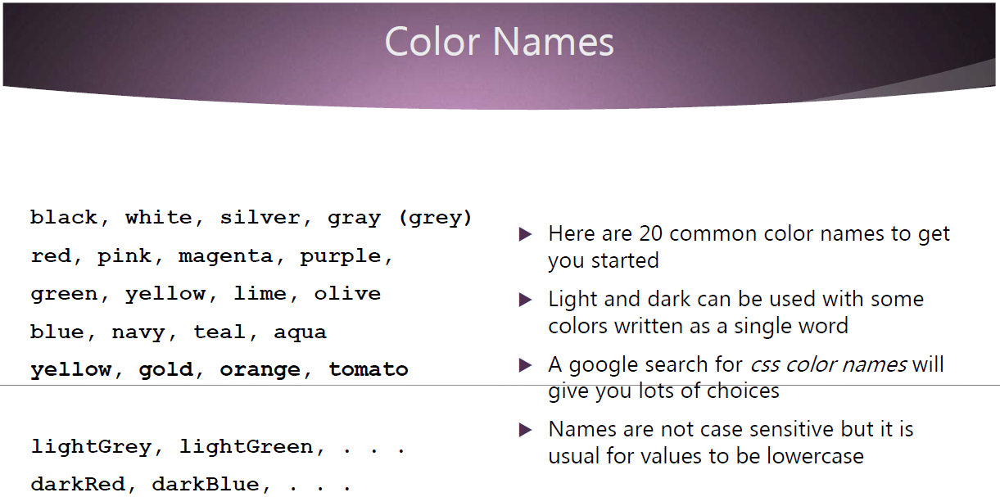 Color Names
black, white, silver, gray (grey)
red, pink, magenta, purple,
green, yellow, lime, olive
blue, navy, teal, aqua
yellow, gold, orange, tomato
lightGrey, lightGreen, . . .
darkRed, darkBlue, . . .
Here are 20 common color names to get
you started
Light and dark can be used with some
colors written as a single word
A google search for css color names will
give you lots of choices
Names are not case sensitive but it is
usual for values to be lowercase